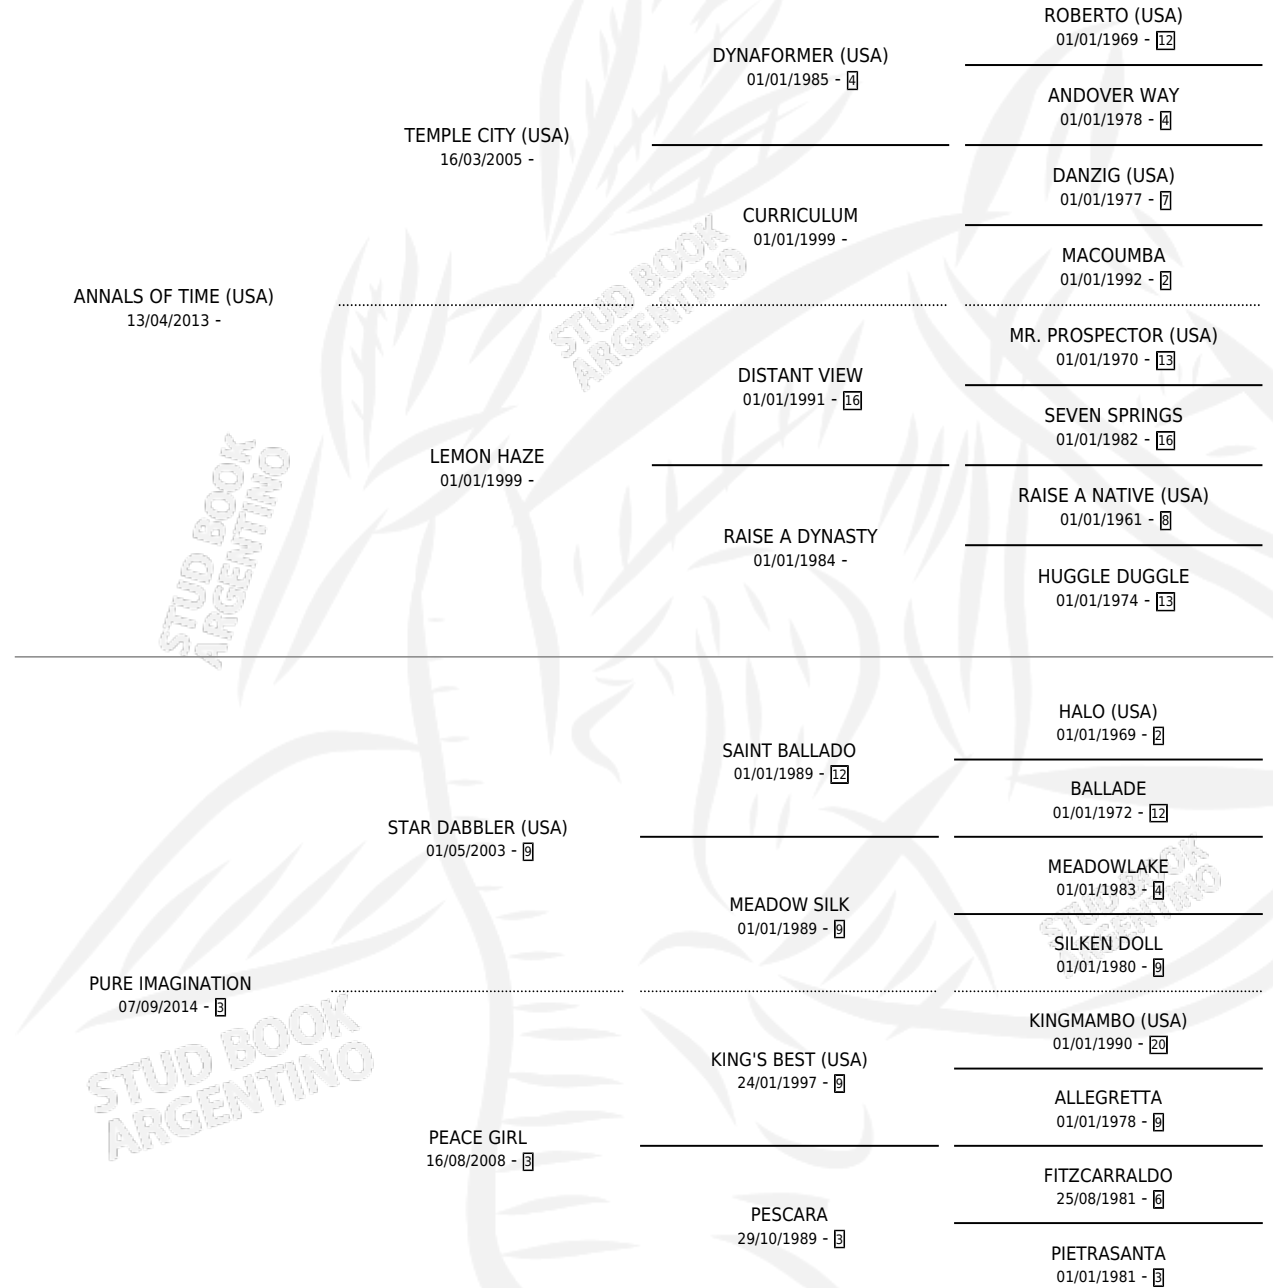 ROBERTO (USA)
01/01/1969 - 12
DYNAFORMER (USA)
01/01/1985 - 4
ANDOVER WAY
01/01/1978 - 4
TEMPLE CITY (USA)
16/03/2005 -
DANZIG (USA)
01/01/1977 - 7
CURRICULUM
01/01/1999 -
MACOUMBA
01/01/1992 - 2
ANNALS OF TIME (USA)
13/04/2013 -
MR. PROSPECTOR (USA)
01/01/1970 - 13
DISTANT VIEW
01/01/1991 - 16
SEVEN SPRINGS
01/01/1982 - 16
LEMON HAZE
01/01/1999 -
RAISE A NATIVE (USA)
01/01/1961 - 8
RAISE A DYNASTY
01/01/1984 -
HUGGLE DUGGLE
01/01/1974 - 13
HALO (USA)
01/01/1969 - 2
SAINT BALLADO
01/01/1989 - 12
BALLADE
01/01/1972 - 12
STAR DABBLER (USA)
01/05/2003 - 9
MEADOWLAKE
01/01/1983 - 4
MEADOW SILK
01/01/1989 - 9
SILKEN DOLL
01/01/1980 - 9
PURE IMAGINATION
07/09/2014 - 3
KINGMAMBO (USA)
01/01/1990 - 20
KING'S BEST (USA)
24/01/1997 - 9
ALLEGRETTA
01/01/1978 - 9
PEACE GIRL
16/08/2008 - 3
FITZCARRALDO
25/08/1981 - 6
PESCARA
29/10/1989 - 3
PIETRASANTA
01/01/1981 - 3
STUD BOOK
ARGENTINO
STUD BOOK
ARGENTINO
STUD BOOK
ARGENTINO
STUD BOOK
ARGENTINO